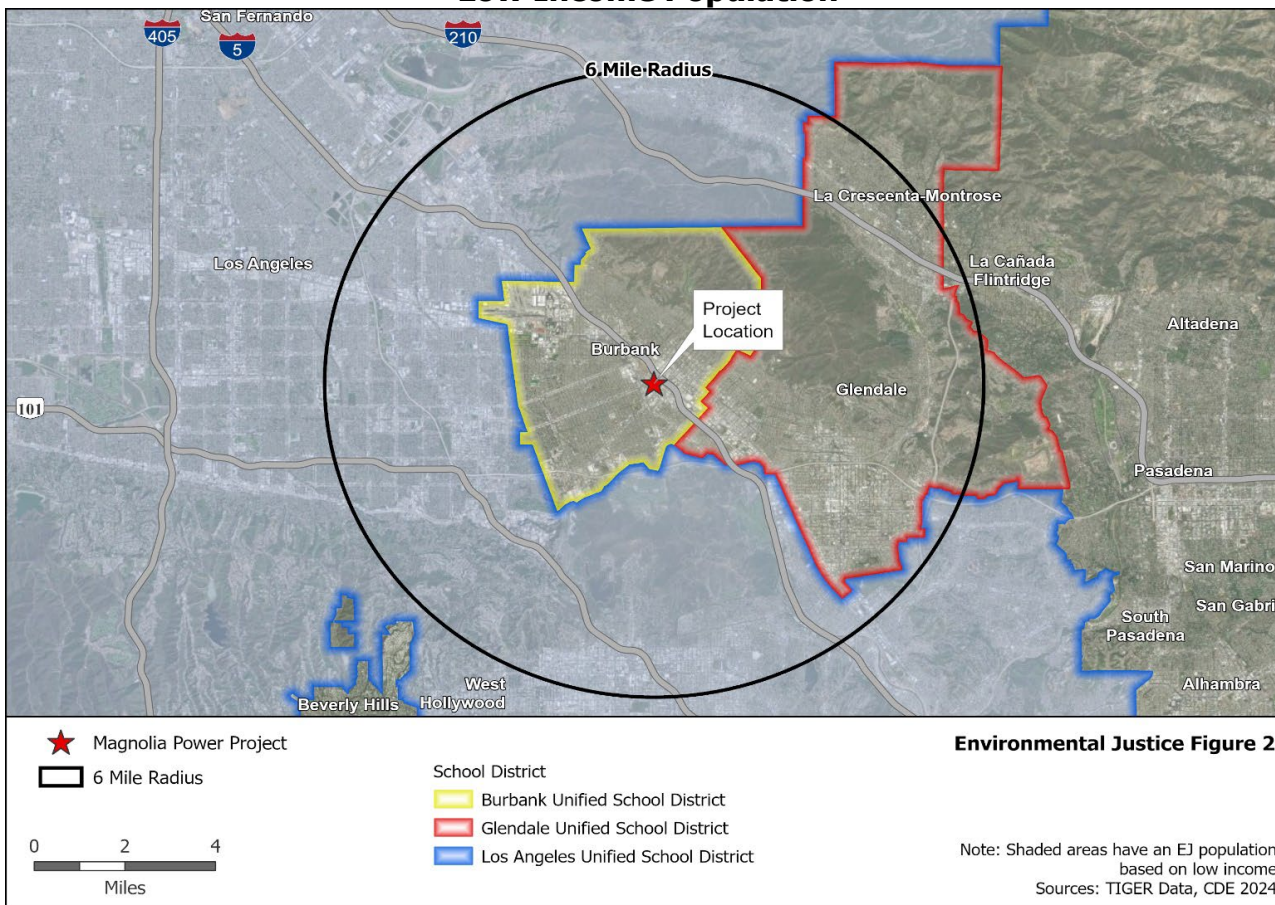 Low Income Population
San Fernando
405
5
210
6 Mile Radius
La Crescenta-Montrose
Los Angeles
La Cañada
Flintridge
Project
Location
Altadena
Burbank
Glendale
101
Pasadena
San Marino
San Gabri
South
Pasadena
West
Hollywood
Beverly Hills
Alhambra
Magnolia Power Project
6 Mile Radius
0 2 4
Miles
School District
Burbank Unified School District
Glendale Unified School District
Los Angeles Unified School District
Environmental Justice Figure 2
Note: Shaded areas have an EJ population
based on low income
Sources: TIGER Data, CDE 2024